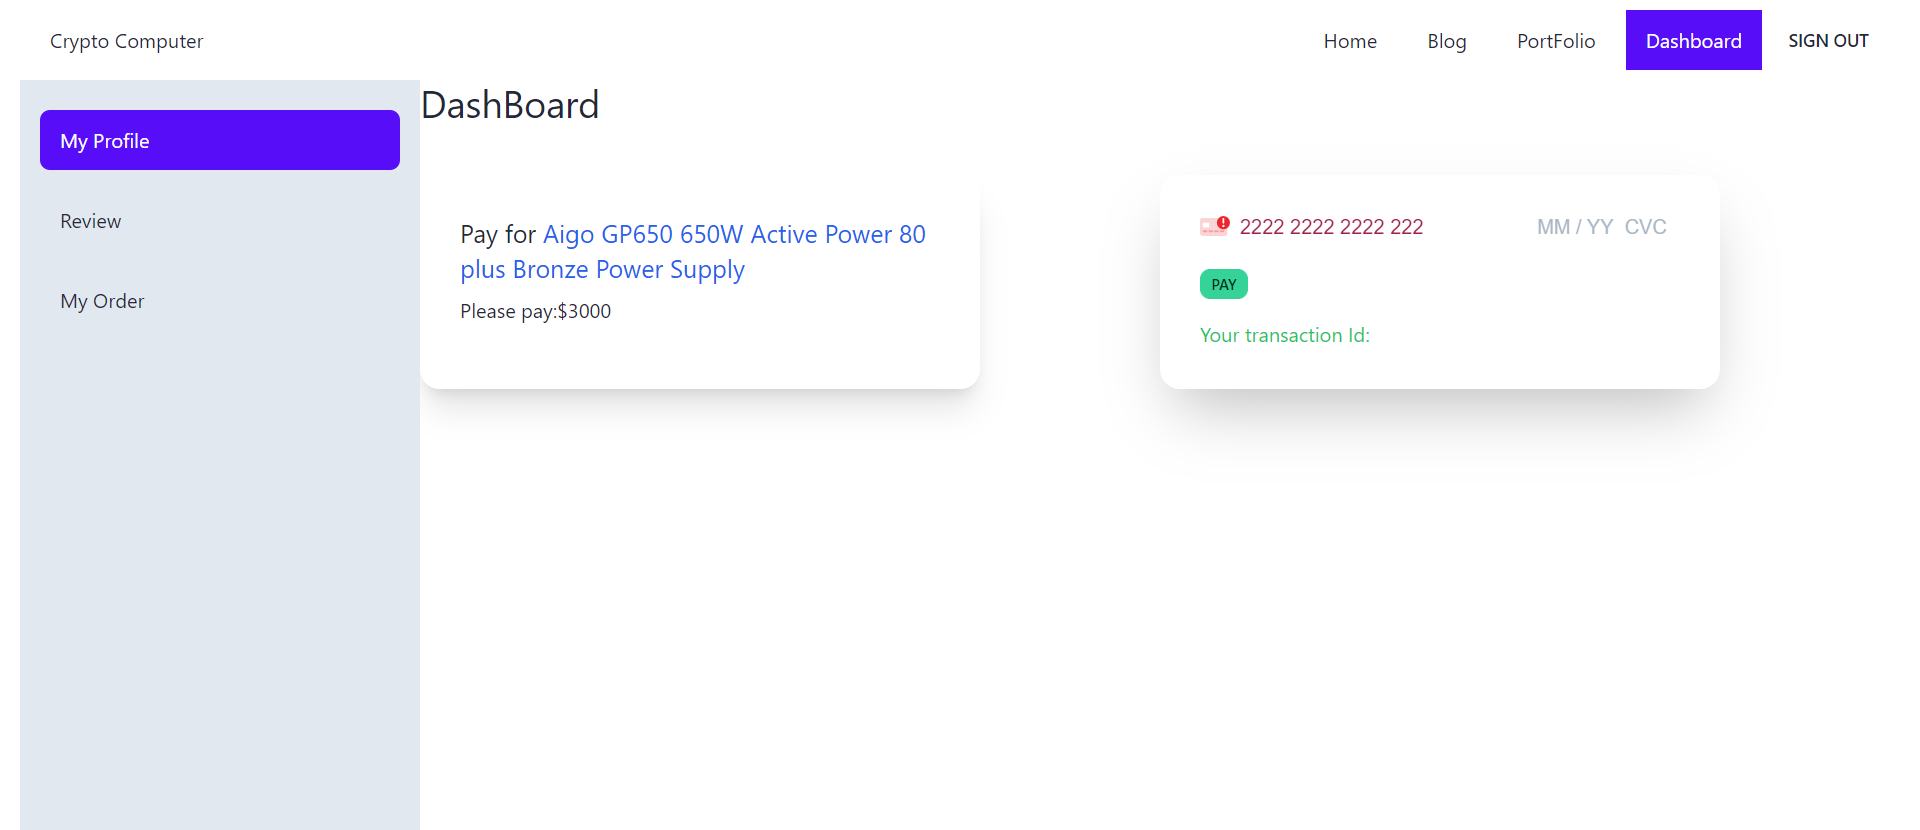 Crypto Computer
Home Blog PortFolio Dashboard SIGN OUT
My Profile
Review
My Order
DashBoard
Pay for Aigo GP650 650W Active Power 80
plus Bronze Power Supply
Please pay:$3000
2222 2222 2222 222 MM / YY CVC
PAY
Your transaction Id: